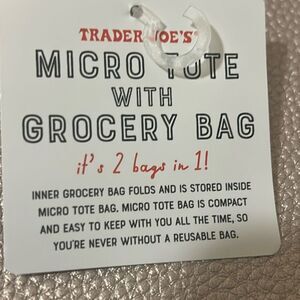 TRADER JOE'S
MICRO TOTE
WITH
GROCERY BAG
it's 2 bags in 1!
INNER GROCERY BAG FOLDS AND IS STORED INSIDE
MICRO TOTE BAG. MICRO TOTE BAG IS COMPACT
AND EASY TO KEEP WITH YOU ALL THE TIME, SO
YOU'RE NEVER WITHOUT A REUSABLE BAG.